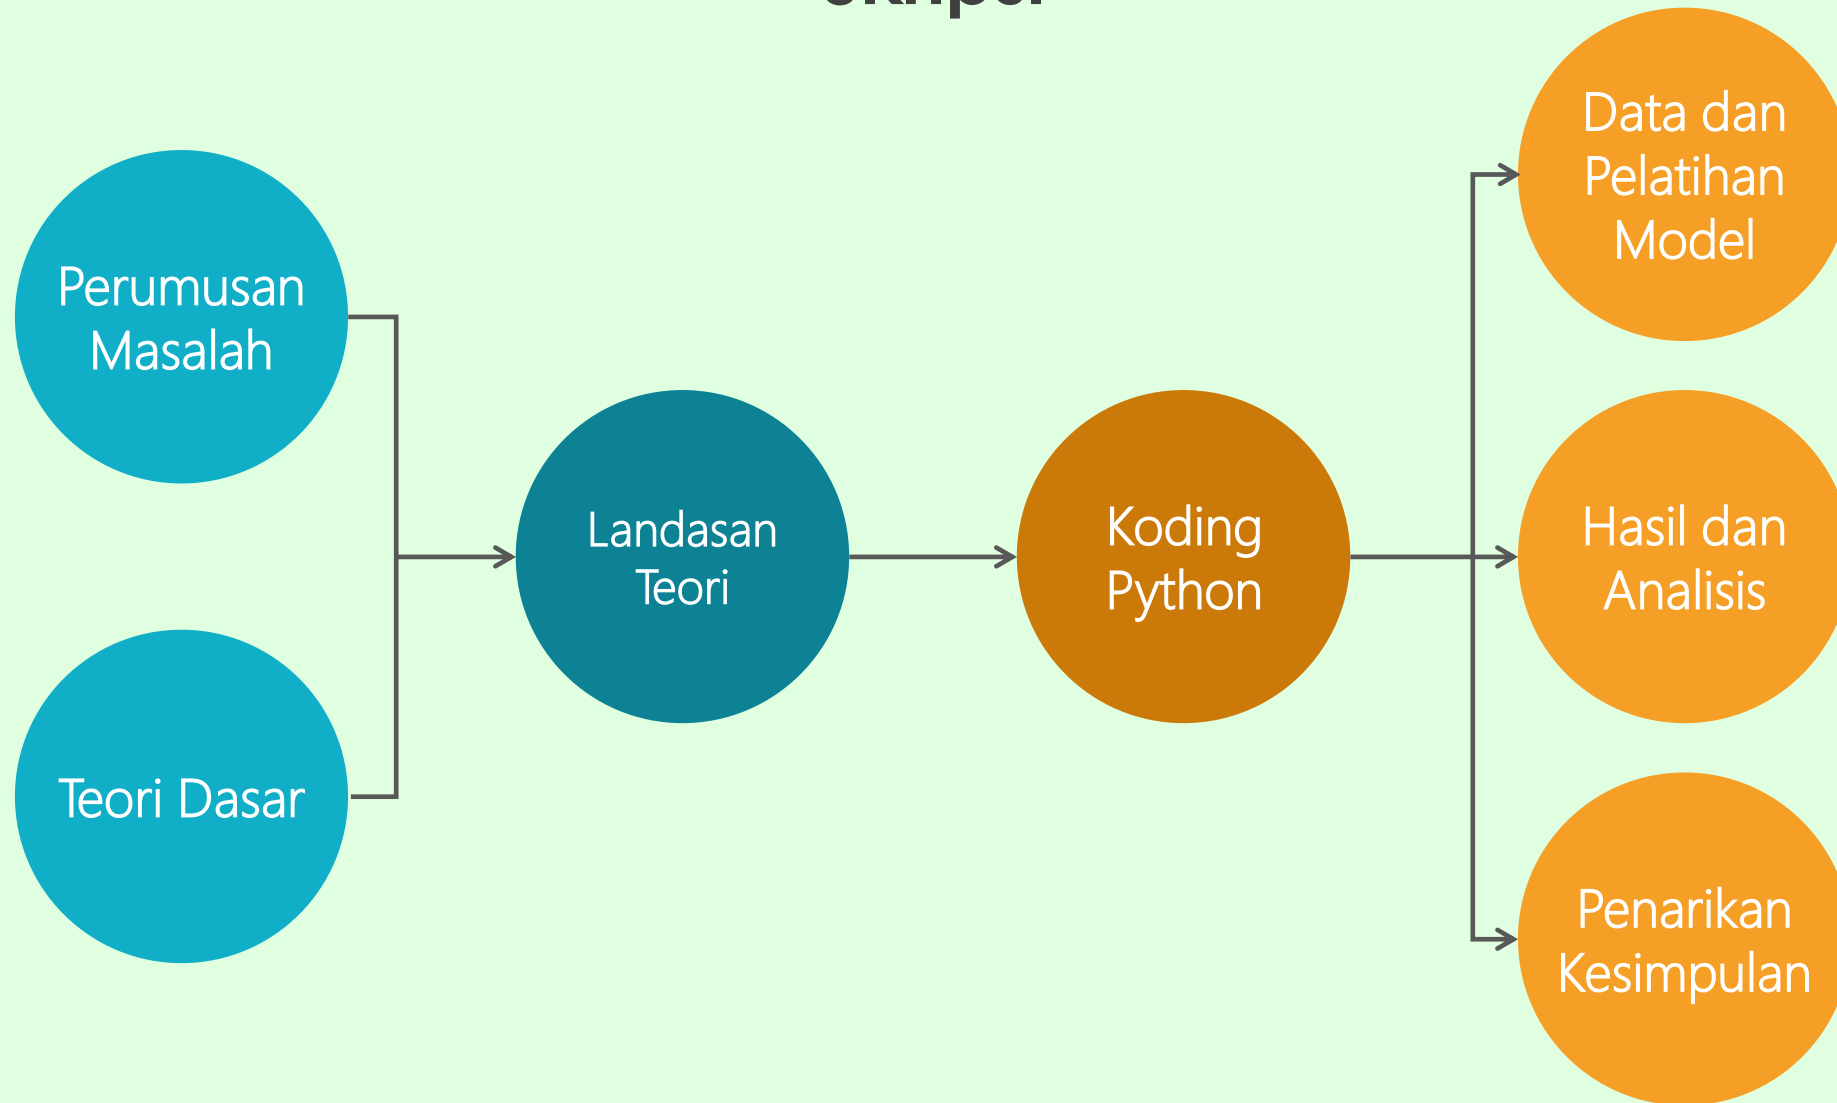 Perumusan
Masalah
Teori Dasar
Landasan
Teori
Koding
Python
Data dan
Pelatihan
Model
Hasil dan
Analisis
Penarikan
Kesimpulan